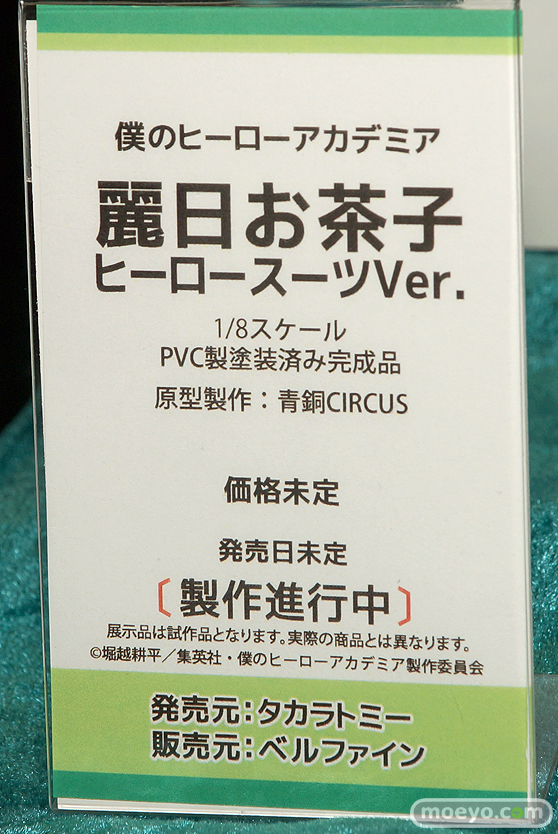 僕のヒーローアカデミア
麗日お茶子
ヒーロースーツVer.
1/8スケール
PVC製塗装済み完成品
原型製作：青銅CIRCUS
価格未定
発売日未定
〔製作進行中〕
展示品は試作品となります。実際の商品とは異なります。
©堀越耕平／集英社・僕のヒーローアカデミア製作委員会
発売元：タカラトミー
販売元：ベルファイン
moeyo.com